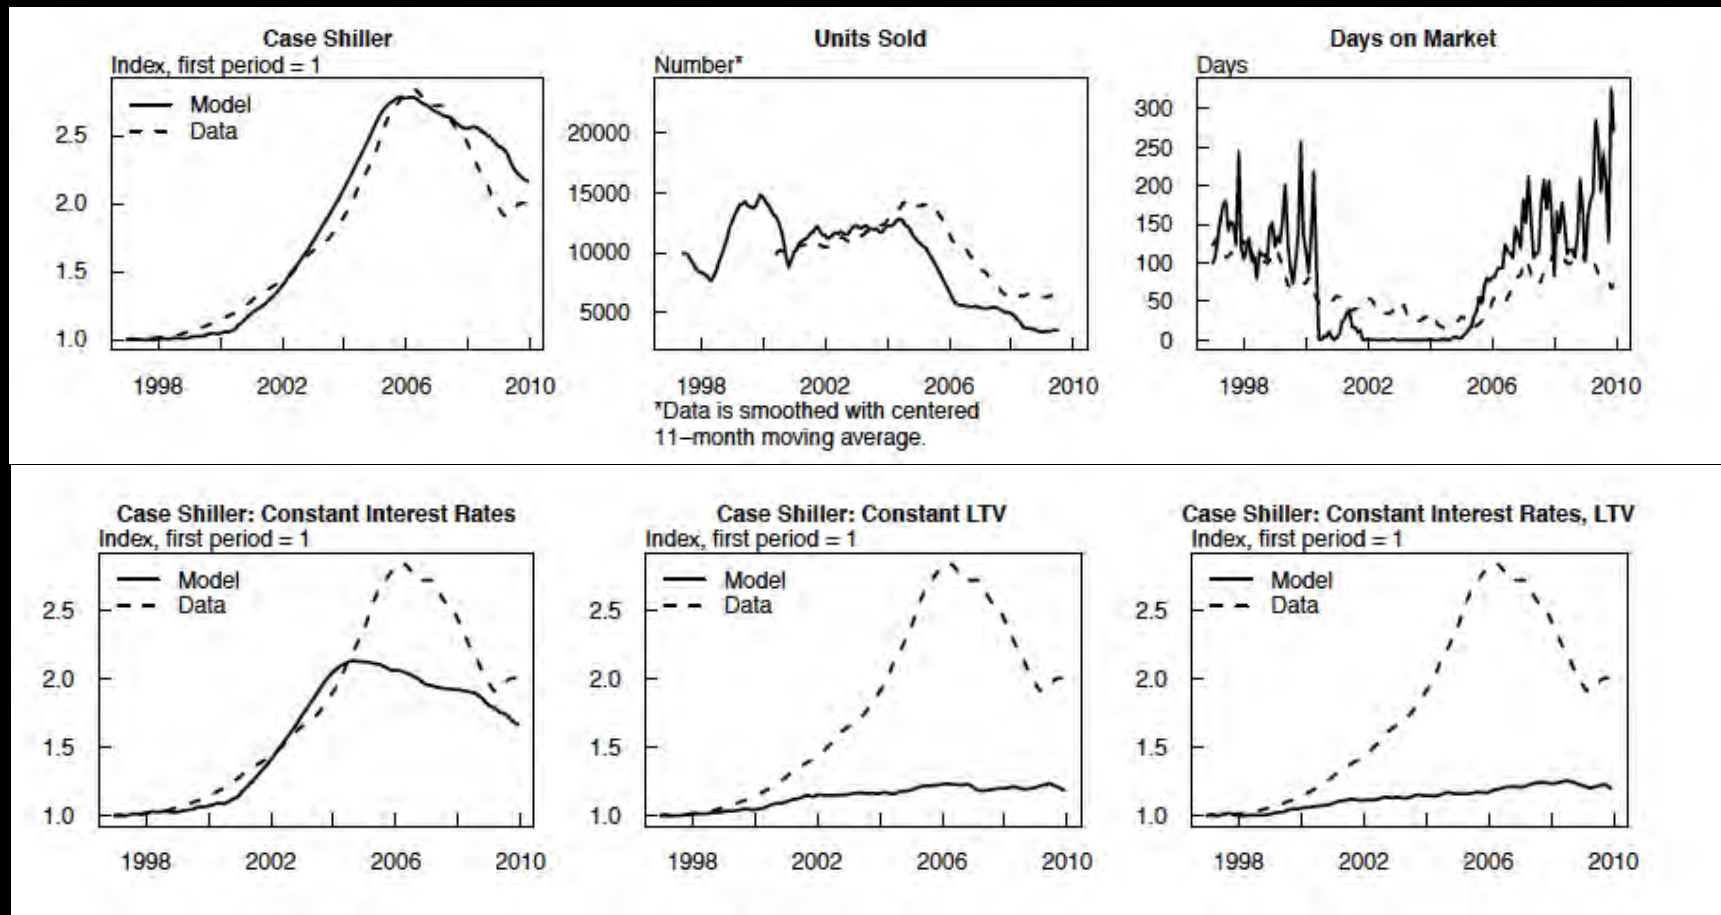 Case Shiller
Index, first period = 1
Model
Data
2.5
2.0
1.5
1.0
1998 2002 2006 2010
Units Sold
Number*
20000
15000
10000
5000
1998 2002 2006 2010
*Data is smoothed with centered
11–month moving average.
Days on Market
Days
300
250
200
150
100
50
0
1998 2002 2006 2010
Case Shiller: Constant Interest Rates
Index, first period = 1
Model
Data
2.5
2.0
1.5
1.0
1998 2002 2006 2010
Case Shiller: Constant LTV
Index, first period = 1
Model
Data
2.5
2.0
1.5
1.0
1998 2002 2006 2010
Case Shiller: Constant Interest Rates, LTV
Index, first period = 1
Model
Data
2.5
2.0
1.5
1.0
1998 2002 2006 2010